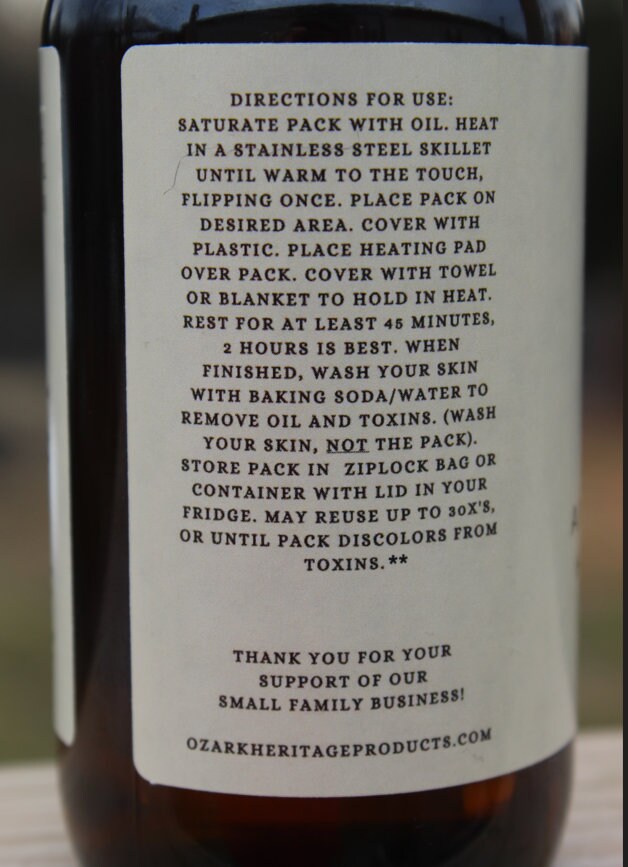 DIRECTIONS FOR USE:
SATURATE PACK WITH OIL. HEAT
IN A STAINLESS STEEL SKILLET
UNTIL WARM TO THE TOUCH,
FLIPPING ONCE. PLACE PACK ON
DESIRED AREA. COVER WITH
PLASTIC. PLACE HEATING PAD
OVER PACK. COVER WITH TOWEL
OR BLANKET TO HOLD IN HEAT.
REST FOR AT LEAST 45 MINUTES,
2 HOURS IS BEST. WHEN
FINISHED, WASH YOUR SKIN
WITH BAKING SODA/WATER TO
REMOVE OIL AND TOXINS. (WASH
YOUR SKIN, NOT THE PACK).
STORE PACK IN ZIPLOCK BAG OR
CONTAINER WITH LID IN YOUR
FRIDGE. MAY REUSE UP TO 30X'S,
OR UNTIL PACK DISCOLORS FROM
TOXINS.**
THANK YOU FOR YOUR
SUPPORT OF OUR
SMALL FAMILY BUSINESS!
OZARKHERITAGEPRODUCTS.COM